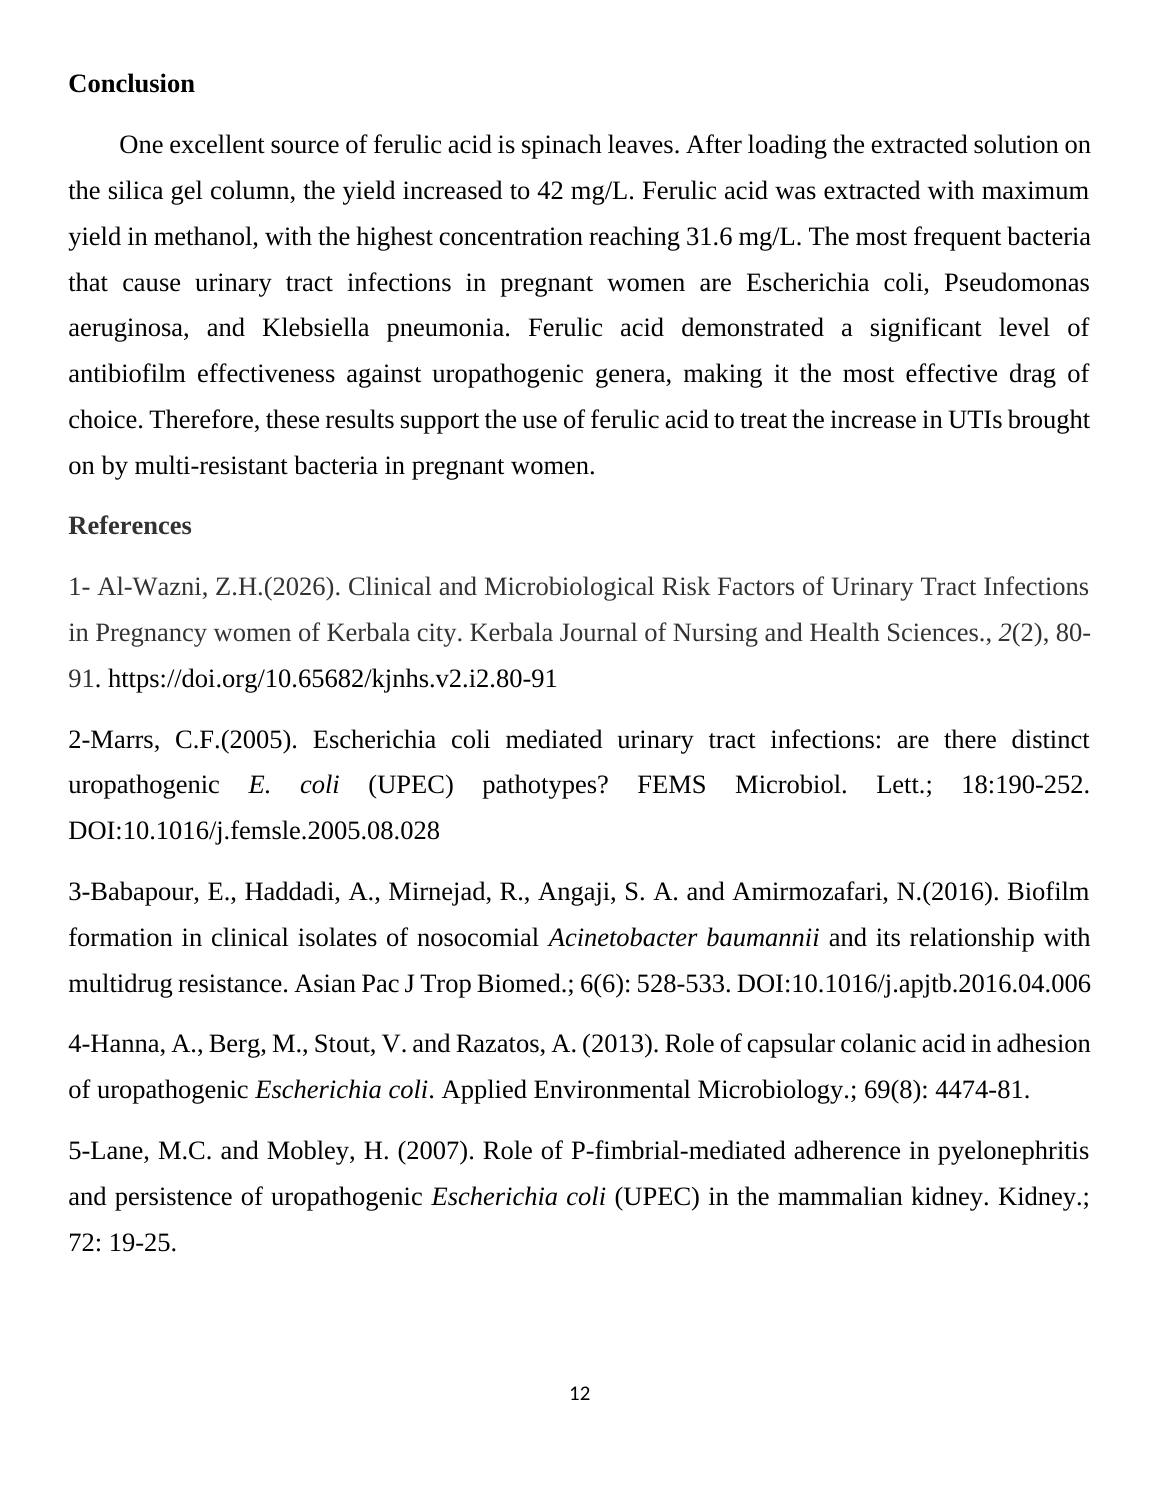 Conclusion
One excellent source of ferulic acid is spinach leaves. After loading the extracted solution on
the silica gel column, the yield increased to 42 mg/L. Ferulic acid was extracted with maximum
yield in methanol, with the highest concentration reaching 31.6 mg/L. The most frequent bacteria
that cause urinary tract infections in pregnant women are Escherichia coli, Pseudomonas
aeruginosa, and Klebsiella pneumonia. Ferulic acid demonstrated a significant level of
antibiofilm effectiveness against uropathogenic genera, making it the most effective drag of
choice. Therefore, these results support the use of ferulic acid to treat the increase in UTIs brought
on by multi-resistant bacteria in pregnant women.
References
1- Al-Wazni, Z.H.(2026). Clinical and Microbiological Risk Factors of Urinary Tract Infections
in Pregnancy women of Kerbala city. Kerbala Journal of Nursing and Health Sciences., 2(2), 80-
91. https://doi.org/10.65682/kjnhs.v2.i2.80-91
2-Marrs, C.F.(2005). Escherichia coli mediated urinary tract infections: are there distinct
uropathogenic E. coli (UPEC) pathotypes? FEMS Microbiol. Lett.; 18:190-252.
DOI:10.1016/j.femsle.2005.08.028
3-Babapour, E., Haddadi, A., Mirnejad, R., Angaji, S. A. and Amirmozafari, N.(2016). Biofilm
formation in clinical isolates of nosocomial Acinetobacter baumannii and its relationship with
multidrug resistance. Asian Pac J Trop Biomed.; 6(6): 528-533. DOI:10.1016/j.apjtb.2016.04.006
4-Hanna, A., Berg, M., Stout, V. and Razatos, A. (2013). Role of capsular colanic acid in adhesion
of uropathogenic Escherichia coli. Applied Environmental Microbiology.; 69(8): 4474-81.
5-Lane, M.C. and Mobley, H. (2007). Role of P-fimbrial-mediated adherence in pyelonephritis
and persistence of uropathogenic Escherichia coli (UPEC) in the mammalian kidney. Kidney.;
72: 19-25.
12